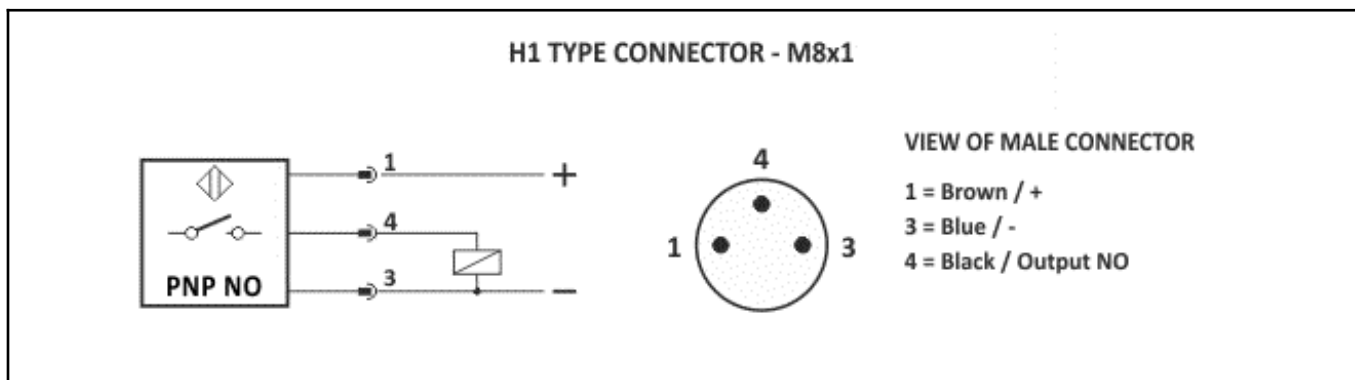 H1 TYPE CONNECTOR - M8x1
1
+
4
3
−
PNP NO
4
1
3
VIEW OF MALE CONNECTOR
1 = Brown / +
3 = Blue / -
4 = Black / Output NO